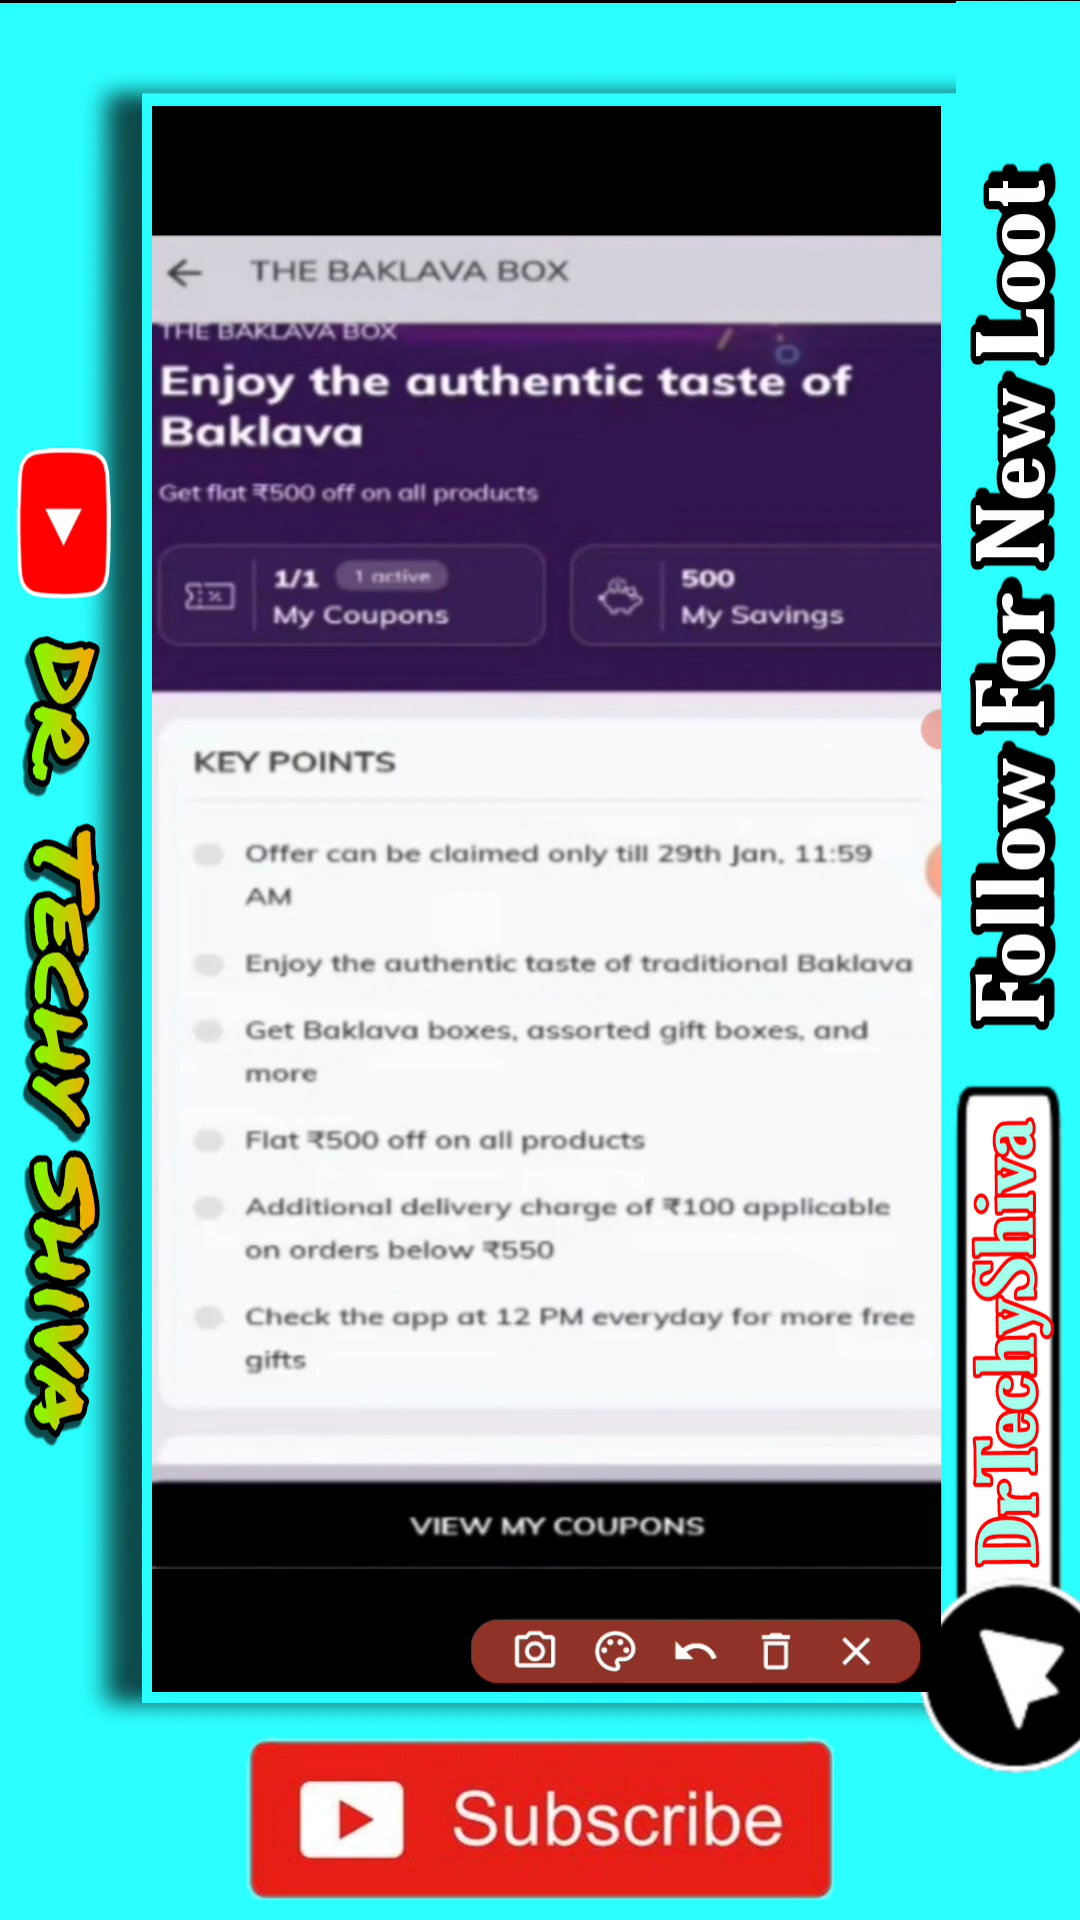 THE BAKLAVA BOX
THE BAKLAVA BOX
Enjoy the authentic taste of
Baklava
Get flat ₹500 off on all products
1/1 1 active
My Coupons
500
My Savings
KEY POINTS
Offer can be claimed only till 29th Jan, 11:59
AM
Enjoy the authentic taste of traditional Baklava
Get Baklava boxes, assorted gift boxes, and
more
Flat ₹500 off on all products
Additional delivery charge of ₹100 applicable
on orders below ₹550
Check the app at 12 PM everyday for more free
gifts
VIEW MY COUPONS
DR. TECHY SHIVA
Follow For New Loot
DrTechyShiva
Subscribe